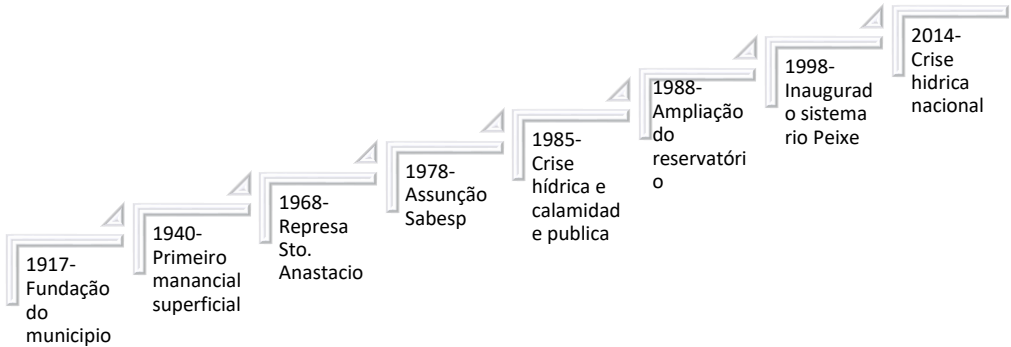 1917-
Fundação
do
municipio
1940-
Primeiro
manancial
superficial
1968-
Represa
Sto.
Anastacio
1978-
Assunção
Sabesp
1985-
Crise
hídrica e
calamidad
e publica
1988-
Ampliação
do
reservatóri
o
1998-
Inaugurad
o sistema
rio Peixe
2014-
Crise
hidrica
nacional